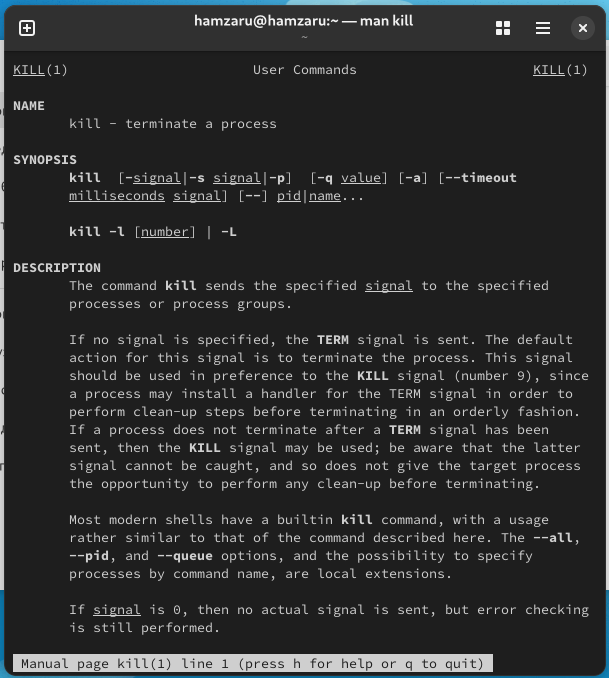 hamzaru@hamzaru:~ — man kill
~
KILL(1) User Commands KILL(1)
NAME
kill - terminate a process
SYNOPSIS
kill [-signal|-s signal|-p] [-q value] [-a] [--timeout
milliseconds signal] [--] pid|name...
kill -l [number] | -L
DESCRIPTION
The command kill sends the specified signal to the specified
processes or process groups.
If no signal is specified, the TERM signal is sent. The default
action for this signal is to terminate the process. This signal
should be used in preference to the KILL signal (number 9), since
a process may install a handler for the TERM signal in order to
perform clean-up steps before terminating in an orderly fashion.
If a process does not terminate after a TERM signal has been
sent, then the KILL signal may be used; be aware that the latter
signal cannot be caught, and so does not give the target process
the opportunity to perform any clean-up before terminating.
Most modern shells have a builtin kill command, with a usage
rather similar to that of the command described here. The --all,
--pid, and --queue options, and the possibility to specify
processes by command name, are local extensions.
If signal is 0, then no actual signal is sent, but error checking
is still performed.
Manual page kill(1) line 1 (press h for help or q to quit)